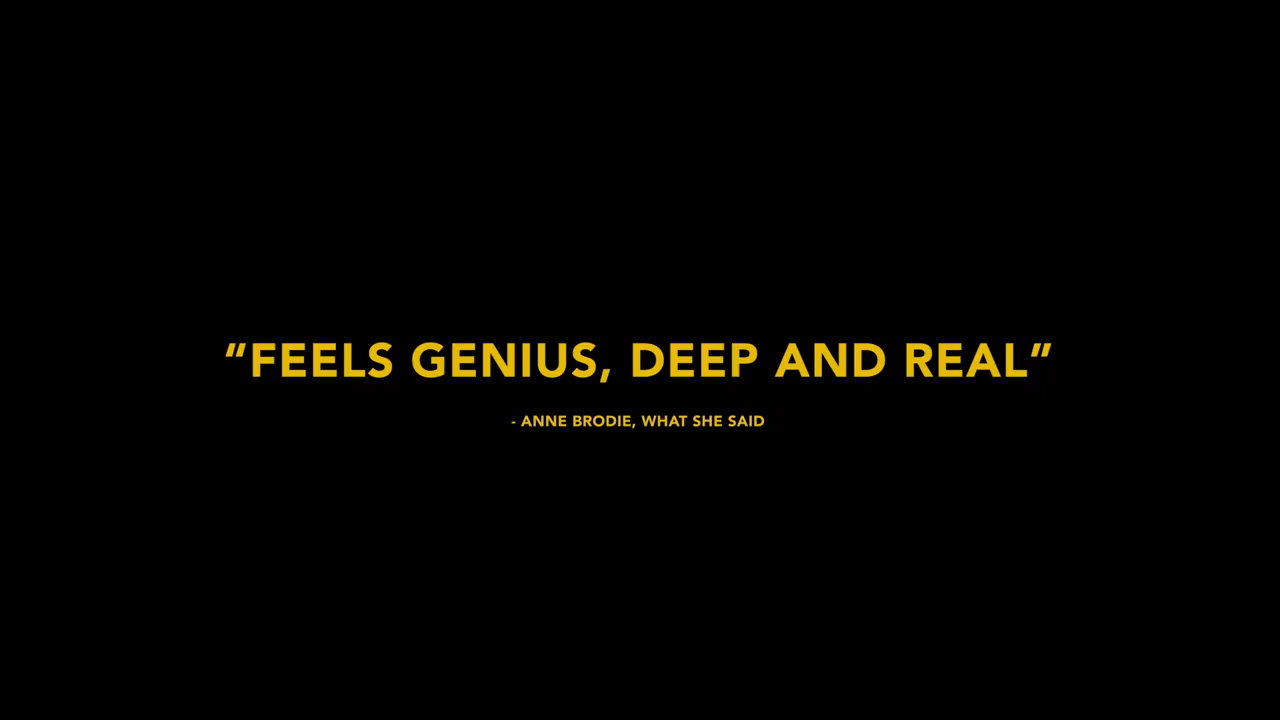 “FEELS GENIUS, DEEP AND REAL”
- ANNE BRODIE, WHAT SHE SAID